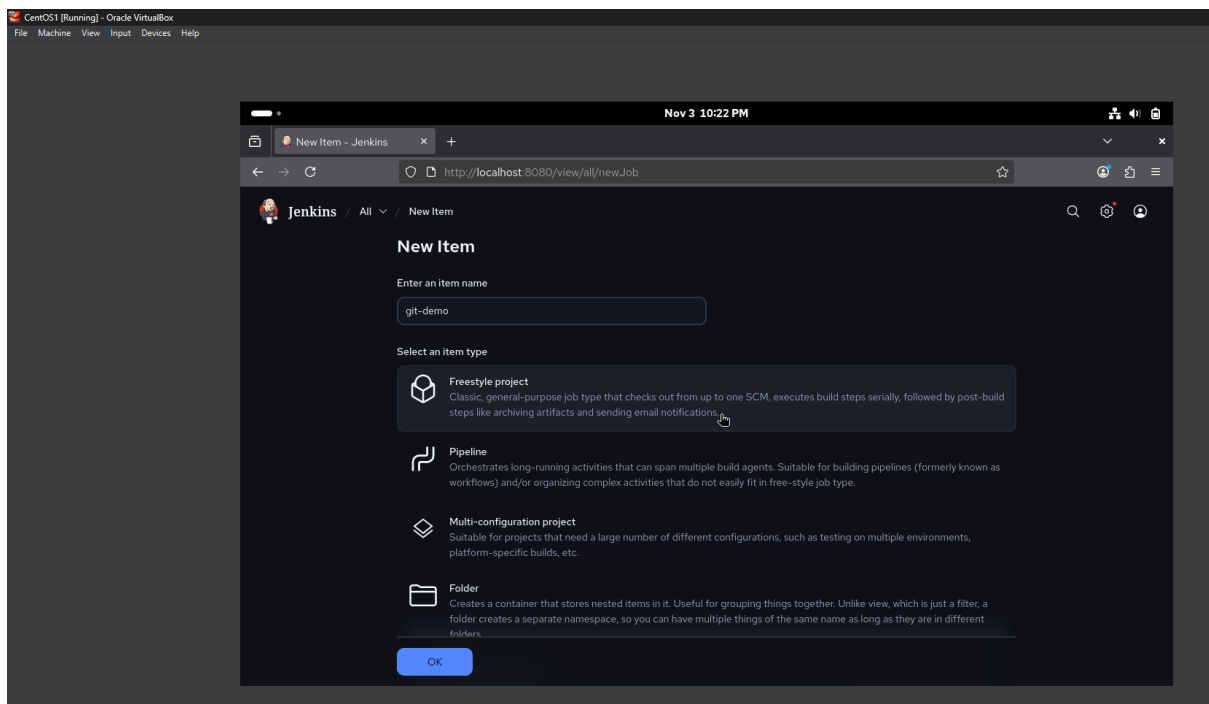 CentOS1 [Running] - Oracle VirtualBox
File Machine View Input Devices Help
Nov 3 10:22 PM
New Item - Jenkins
http://localhost:8080/view/all/newJob
Jenkins / All / New Item
New Item
Enter an item name
git-demo
Select an item type
Freestyle project
Classic, general-purpose job type that checks out from up to one SCM, executes build steps serially, followed by post-build
steps like archiving artifacts and sending email notifications.
Pipeline
Orchestrates long-running activities that can span multiple build agents. Suitable for building pipelines (formerly known as
workflows) and/or organizing complex activities that do not easily fit in free-style job type.
Multi-configuration project
Suitable for projects that need a large number of different configurations, such as testing on multiple environments,
platform-specific builds, etc.
Folder
Creates a container that stores nested items in it. Useful for grouping things together. Unlike view, which is just a filter, a
folder creates a separate namespace, so you can have multiple things of the same name as long as they are in different
folders.
OK